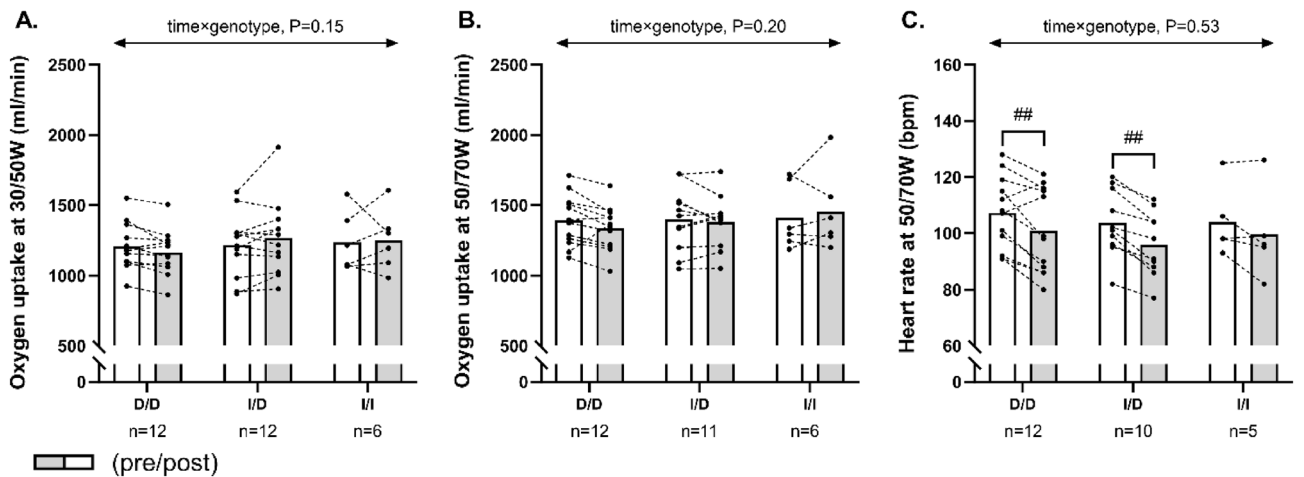 A.
time×genotype, P=0.15
Oxygen uptake at 30/50W (ml/min)
2500
2000
1500
1000
500
0
D/D
I/D
I/I
n=12
n=12
n=6
B.
time×genotype, P=0.20
Oxygen uptake at 50/70W (ml/min)
2500
2000
1500
1000
500
0
D/D
I/D
I/I
n=12
n=11
n=6
C.
time×genotype, P=0.53
Heart rate at 50/70W (bpm)
160
140
120
100
80
60
0
##
##
D/D
I/D
I/I
n=12
n=10
n=5
(pre/post)